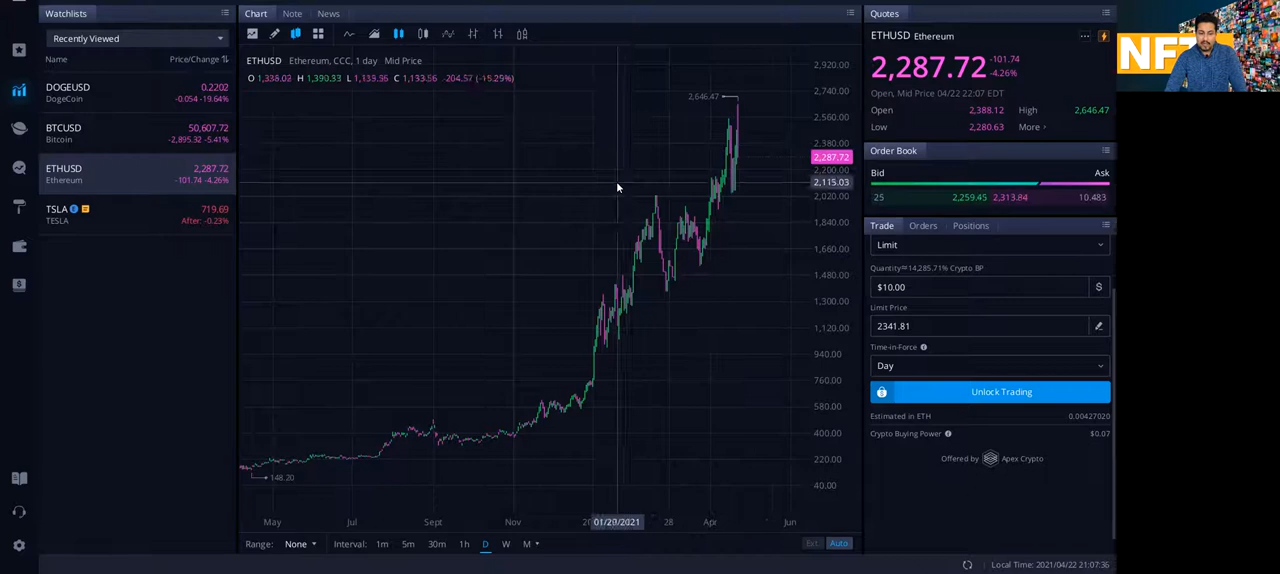 Watchlists
Recently Viewed
Name Price/Change
DOGEUSD 0.2202
DogeCoin -0.054 -19.64%
BTCUSD 50,607.72
Bitcoin -2,895.32 -5.41%
ETHUSD 2,287.72
Ethereum -101.74 -4.26%
TSLA 719.69
TESLA After: -0.23%
Chart Note News
ETHUSD Ethereum, CCC, 1 day Mid Price
O 1,338.02 H 1,390.33 L 1,133.56 C 1,133.56 -204.57 (-15.29%)
2,920.00
2,740.00
2,646.47
2,560.00
2,380.00
2,287.72
2,200.00
2,115.03
2,020.00
1,840.00
1,660.00
1,480.00
1,300.00
1,120.00
940.00
760.00
580.00
400.00
220.00
148.20
40.00
May Jul Sept Nov 01/20/2021 28 Apr Jun
Range: None Interval: 1m 5m 30m 1h D W M
Ext Auto
Quotes
ETHUSD Ethereum
2,287.72 -101.74
-4.26%
Open, Mid Price 04/22 22:07 EDT
Open 2,388.12 High 2,646.47
Low 2,280.63 More
Order Book
Bid Ask
25 2,259.45 2,313.84 10.483
Trade Orders Positions
Limit
Quantity≈14,285.71% Crypto BP
$10.00 $
Limit Price
2341.81
Time-in-Force
Day
Unlock Trading
Estimated in ETH 0.00427020
Crypto Buying Power $0.07
Offered by Apex Crypto
Local Time: 2021/04/22 21:07:36